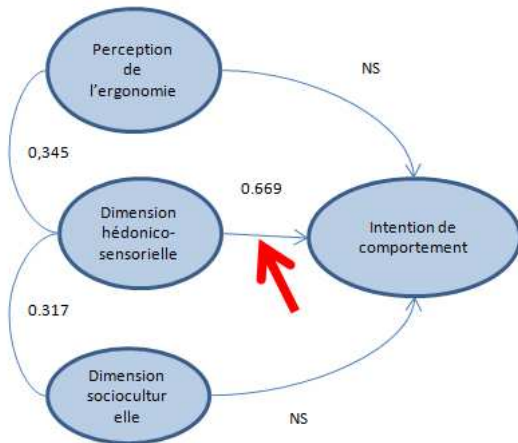 Perception
de
l'ergonomie
NS
0,345
0.669
Dimension
hédonico-
sensorielle
Intention de
comportement
0.317
Dimension
sociocultur
elle
NS